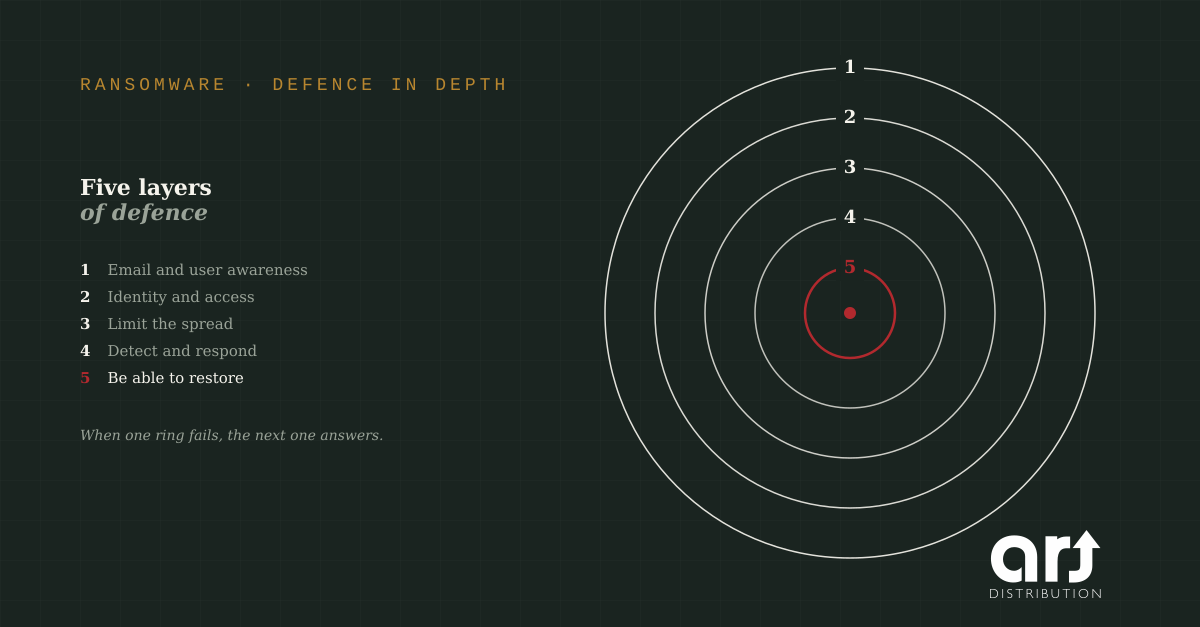 RANSOMWARE · DEFENCE IN DEPTH
Five layers
of defence
1 Email and user awareness
2 Identity and access
3 Limit the spread
4 Detect and respond
5 Be able to restore
When one ring fails, the next one answers.
1
2
3
4
5
arj
DISTRIBUTION